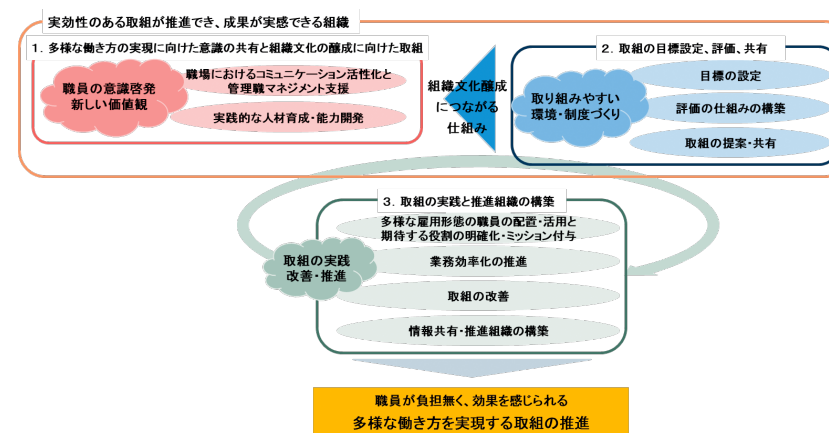 実効性のある取組が推進でき、成果が実感できる組織
1．多様な働き方の実現に向けた意識の共有と組織文化の醸成に向けた取組
職員の意識啓発
新しい価値観
職場におけるコミュニケーション活性化と
管理職マネジメント支援
実践的な人材育成・能力開発
組織文化醸成
につながる
仕組み
2．取組の目標設定、評価、共有
取り組みやすい
環境・制度づくり
目標の設定
評価の仕組みの構築
取組の提案・共有
3．取組の実践と推進組織の構築
取組の実践
改善・推進
多様な雇用形態の職員の配置・活用と
期待する役割の明確化・ミッション付与
業務効率化の推進
取組の改善
情報共有・推進組織の構築
職員が負担無く、効果を感じられる
多様な働き方を実現する取組の推進